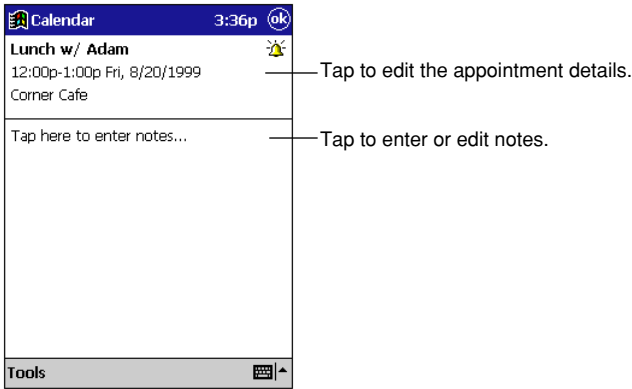 Calendar 3:36p ok
Lunch w/ Adam
12:00p-1:00p Fri, 8/20/1999
Corner Cafe
Tap to edit the appointment details.
Tap here to enter notes...
Tap to enter or edit notes.
Tools